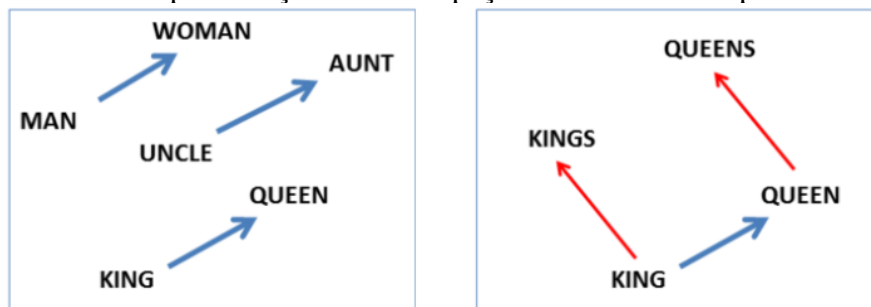 WOMAN
AUNT
MAN
UNCLE
QUEEN
KING
QUEENS
KINGS
QUEEN
KING